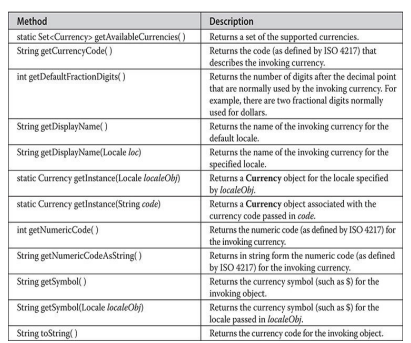 Method Description
static Set<Currency> getAvailableCurrencies( ) Returns a set of the supported currencies.
String getCurrencyCode( ) Returns the code (as defined by ISO 4217) that
describes the invoking currency.
int getDefaultFractionDigits( ) Returns the number of digits after the decimal point
that are normally used by the invoking currency. For
example, there are two fractional digits normally
used for dollars.
String getDisplayName( ) Returns the name of the invoking currency for the
default locale.
String getDisplayName(Locale loc) Returns the name of the invoking currency for the
specified locale.
static Currency getInstance(Locale localeObj) Returns a Currency object for the locale specified
by localeObj.
static Currency getInstance(String code) Returns a Currency object associated with the
currency code passed in code.
int getNumericCode( ) Returns the numeric code (as defined by ISO 4217) for
the invoking currency.
String getNumericCodeAsString( ) Returns in string form the numeric code (as defined
by ISO 4217) for the invoking currency.
String getSymbol( ) Returns the currency symbol (such as $) for the
invoking object.
String getSymbol(Locale localeObj) Returns the currency symbol (such as $) for the
locale passed in localeObj.
String toString( ) Returns the currency code for the invoking object.